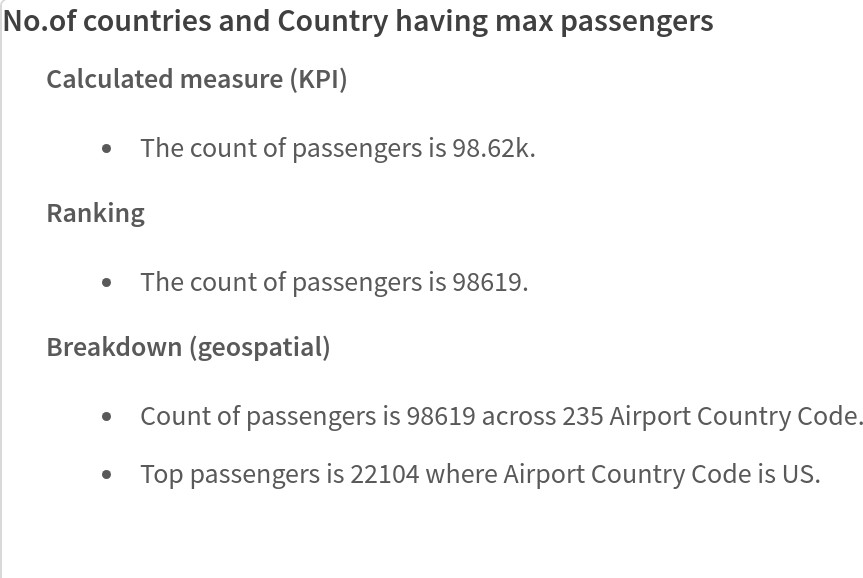 No.of countries and Country having max passengers
Calculated measure (KPI)
• The count of passengers is 98.62k.
Ranking
• The count of passengers is 98619.
Breakdown (geospatial)
• Count of passengers is 98619 across 235 Airport Country Code.
• Top passengers is 22104 where Airport Country Code is US.